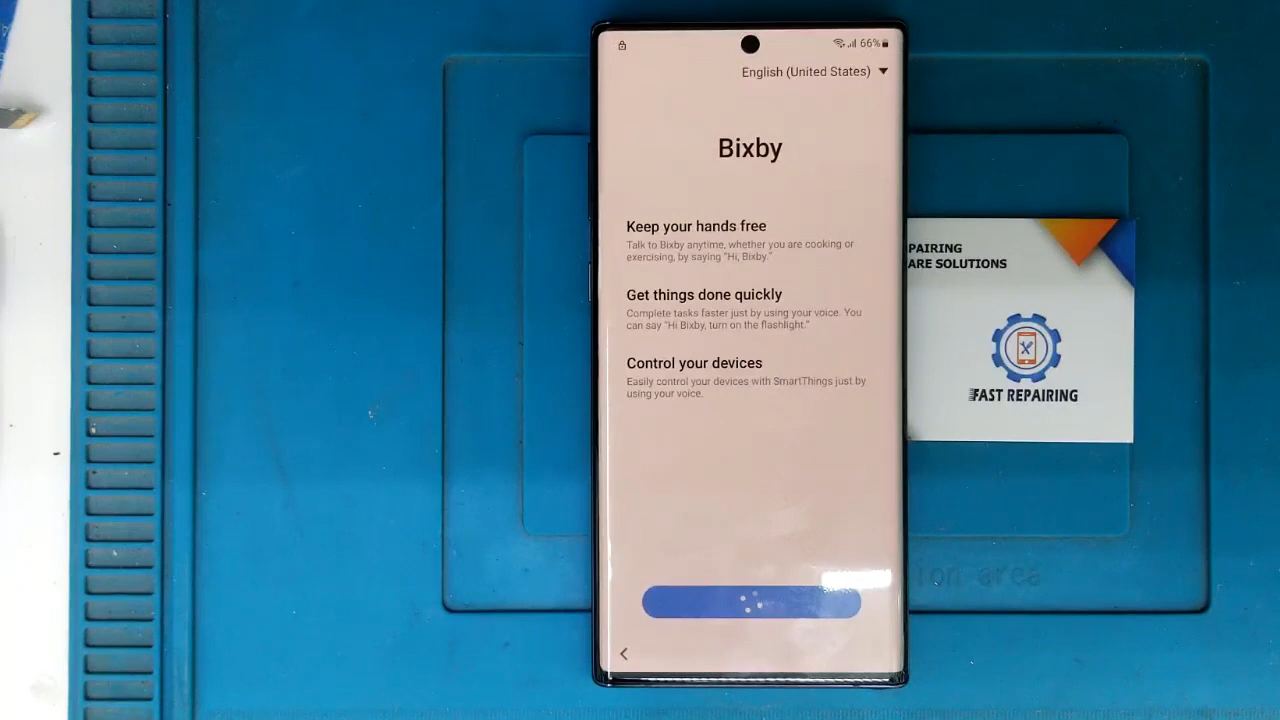 66%
English (United States)
Bixby
Keep your hands free
Talk to Bixby anytime, whether you are cooking or
exercising, by saying “Hi, Bixby.”
Get things done quickly
Complete tasks faster just by using your voice. You
can say “Hi Bixby, turn on the flashlight.”
Control your devices
Easily control your devices with SmartThings just by
using your voice.
PAIRING
ARE SOLUTIONS
FAST REPAIRING
ion area